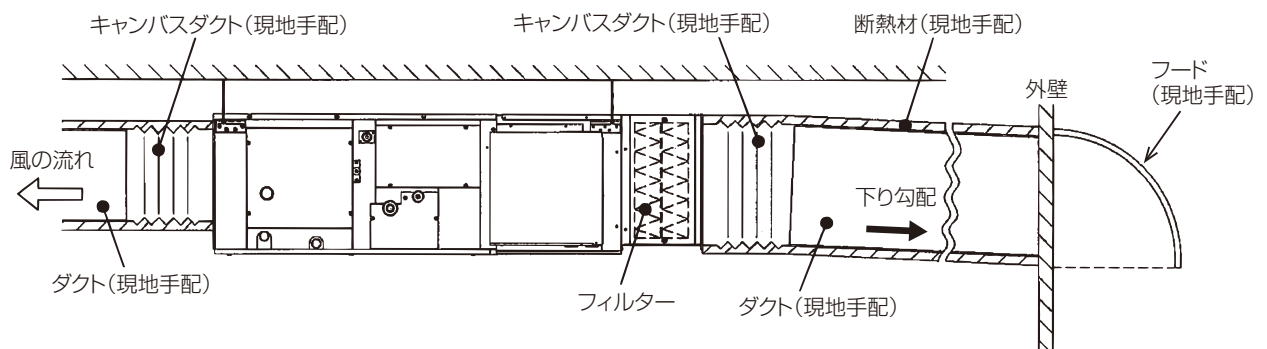 キャンバスダクト（現地手配）
キャンバスダクト（現地手配）
断熱材（現地手配）
フード
（現地手配）
外壁
風の流れ
下り勾配
ダクト（現地手配）
フィルター
ダクト（現地手配）